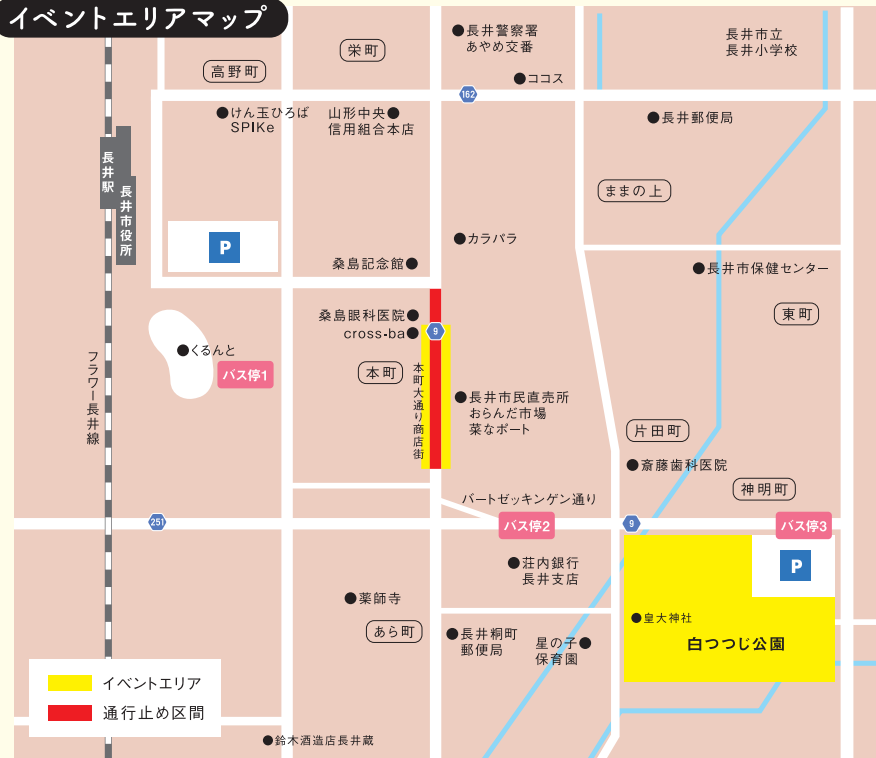 イベントエリアマップ
長井警察署
あやめ交番
長井市立
長井小学校
栄町
高野町
ココス
162
けん玉ひろば
SPIKe
山形中央
信用組合本店
長井郵便局
長井駅
長井市役所
ままの上
P
カラパラ
桑島記念館
長井市保健センター
東町
桑島眼科医院
cross-ba
9
くるんと
バス停1
フラワー長井線
本町
本町大通り商店街
長井市民直売所
おらんだ市場
菜なポート
片田町
斎藤歯科医院
神明町
バートゼッキンゲン通り
251
バス停2
9
バス停3
荘内銀行
長井支店
P
薬師寺
あら町
長井粡町
郵便局
星の子
保育園
皇大神社
白つつじ公園
イベントエリア
通行止め区間
鈴木酒造店長井蔵